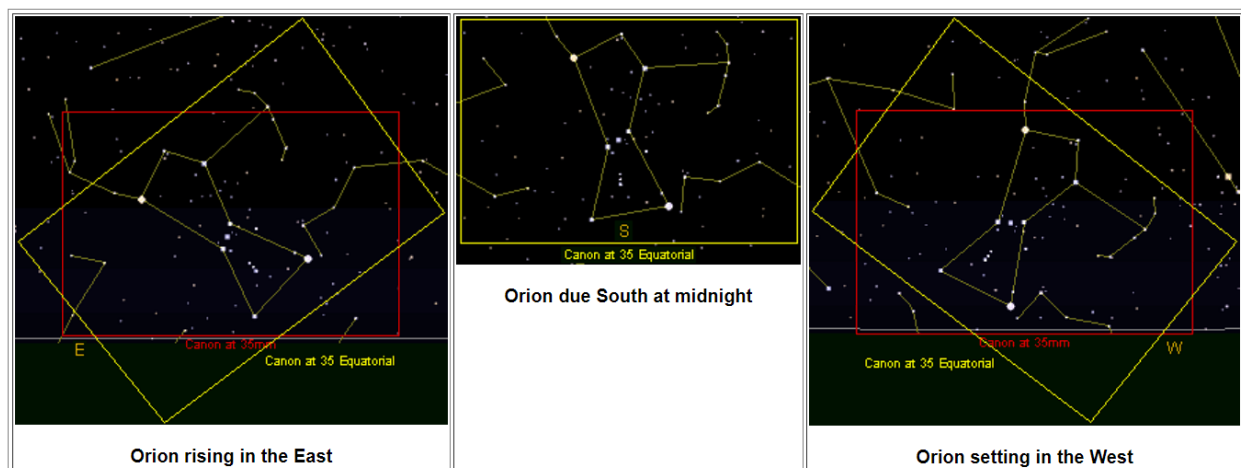 E
Canon at 35mm
Canon at 35 Equatorial
Orion rising in the East
S
Canon at 35 Equatorial
Orion due South at midnight
Canon at 35mm
W
Canon at 35 Equatorial
Orion setting in the West